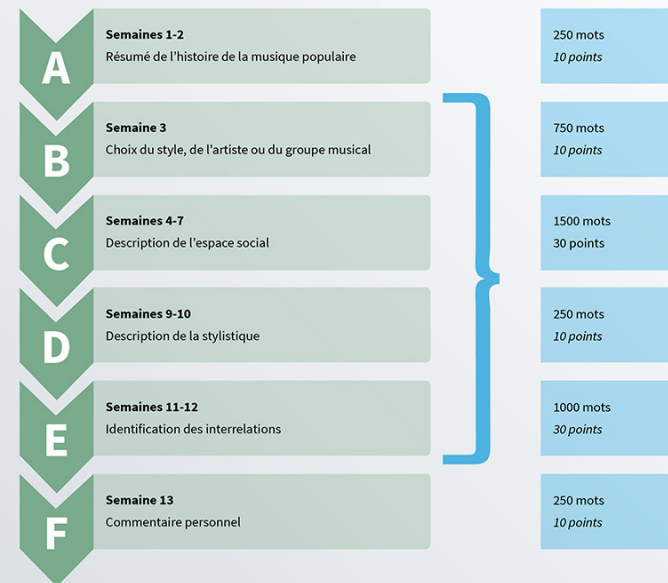 A
Semaines 1-2
Résumé de l'histoire de la musique populaire
250 mots
10 points
B
Semaine 3
Choix du style, de l'artiste ou du groupe musical
750 mots
10 points
C
Semaines 4-7
Description de l'espace social
1500 mots
30 points
D
Semaines 9-10
Description de la stylistique
250 mots
10 points
E
Semaines 11-12
Identification des interrelations
1000 mots
30 points
F
Semaine 13
Commentaire personnel
250 mots
10 points